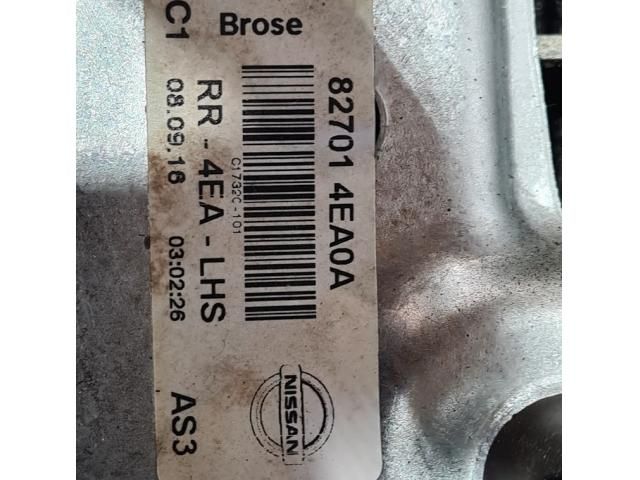 Brose
82701 4EA0A
C1732C-101
RR - 4EA - LHS
C1 08.09.16 03:02:26 AS3
NISSAN